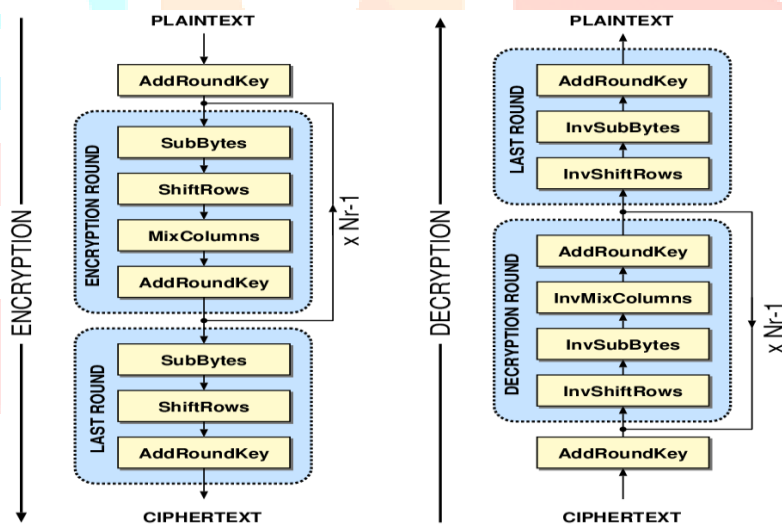 PLAINTEXT
AddRoundKey
SubBytes
ShiftRows
MixColumns
AddRoundKey
ENCRYPTION ROUND
x Nr-1
SubBytes
ShiftRows
AddRoundKey
LAST ROUND
CIPHERTEXT
ENCRYPTION
PLAINTEXT
AddRoundKey
InvSubBytes
InvShiftRows
LAST ROUND
AddRoundKey
InvMixColumns
InvSubBytes
InvShiftRows
DECRYPTION ROUND
x Nr-1
AddRoundKey
CIPHERTEXT
DECRYPTION